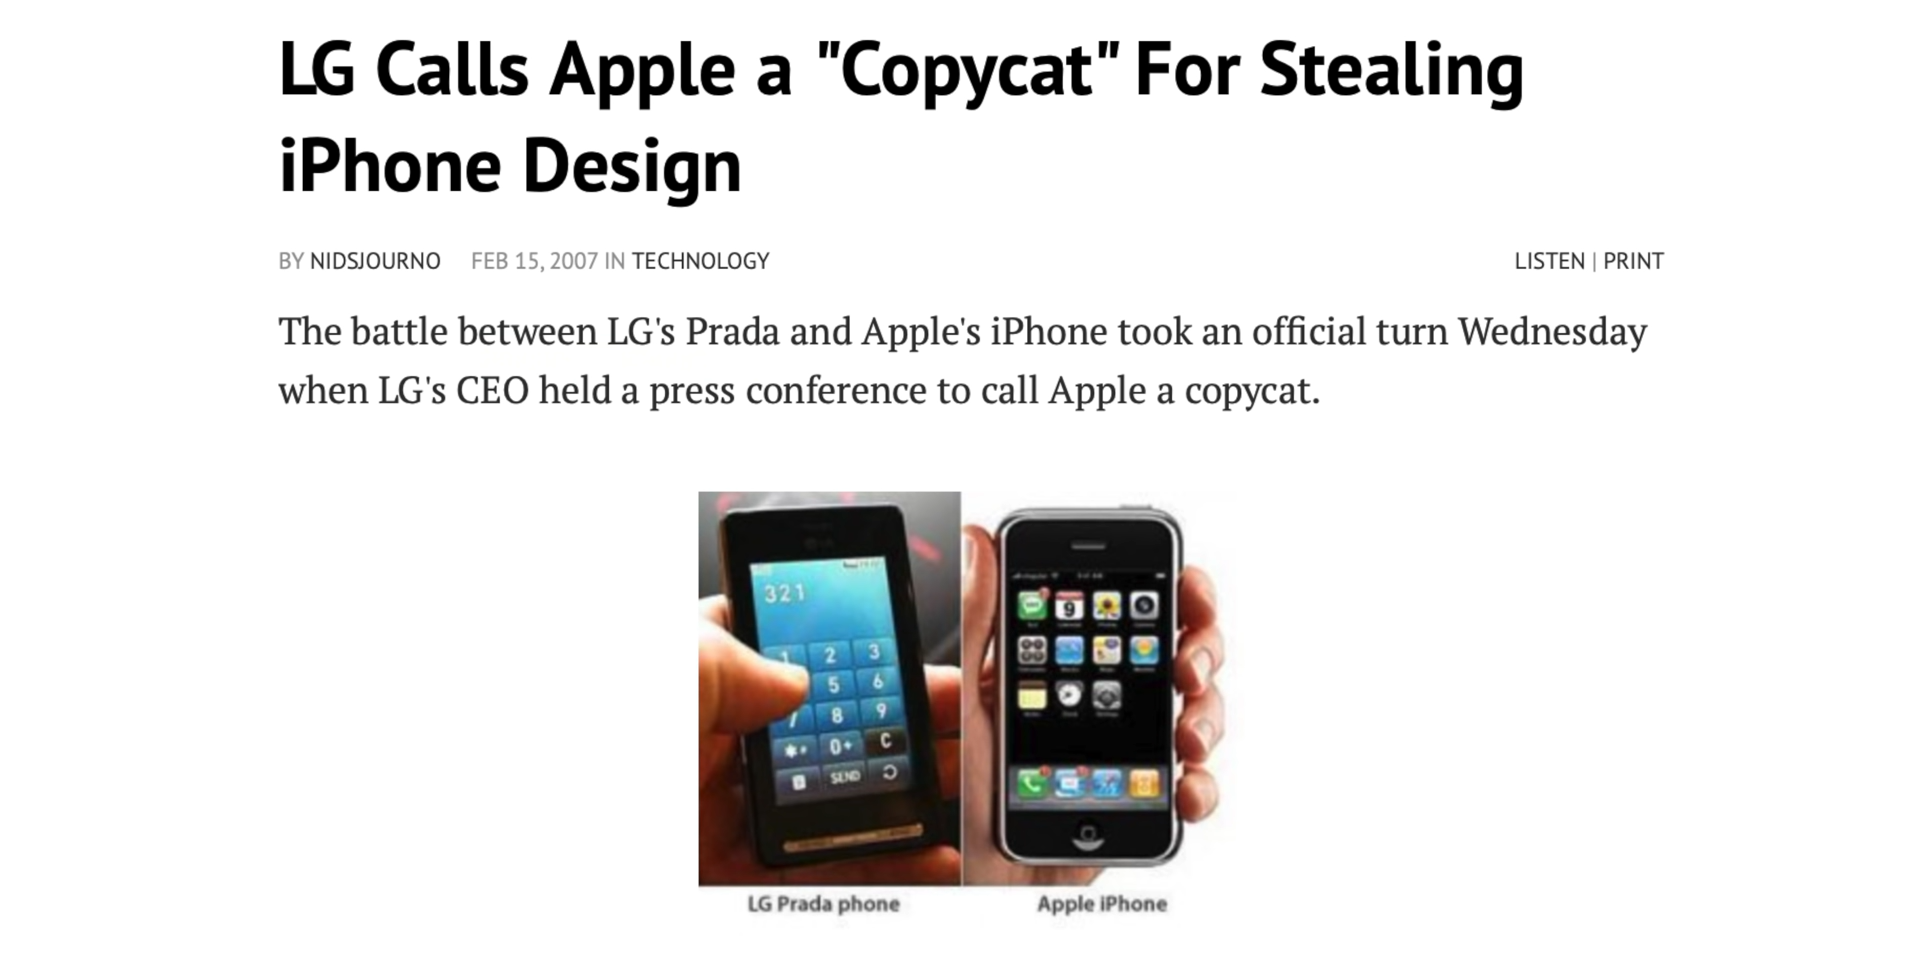 LG Calls Apple a "Copycat" For Stealing
iPhone Design
BY NIDSJOURNO FEB 15, 2007 IN TECHNOLOGY LISTEN | PRINT
The battle between LG's Prada and Apple's iPhone took an official turn Wednesday
when LG's CEO held a press conference to call Apple a copycat.
321
1 2 3
5 6
7 8 9
0+ C
SEND
9
LG Prada phone Apple iPhone